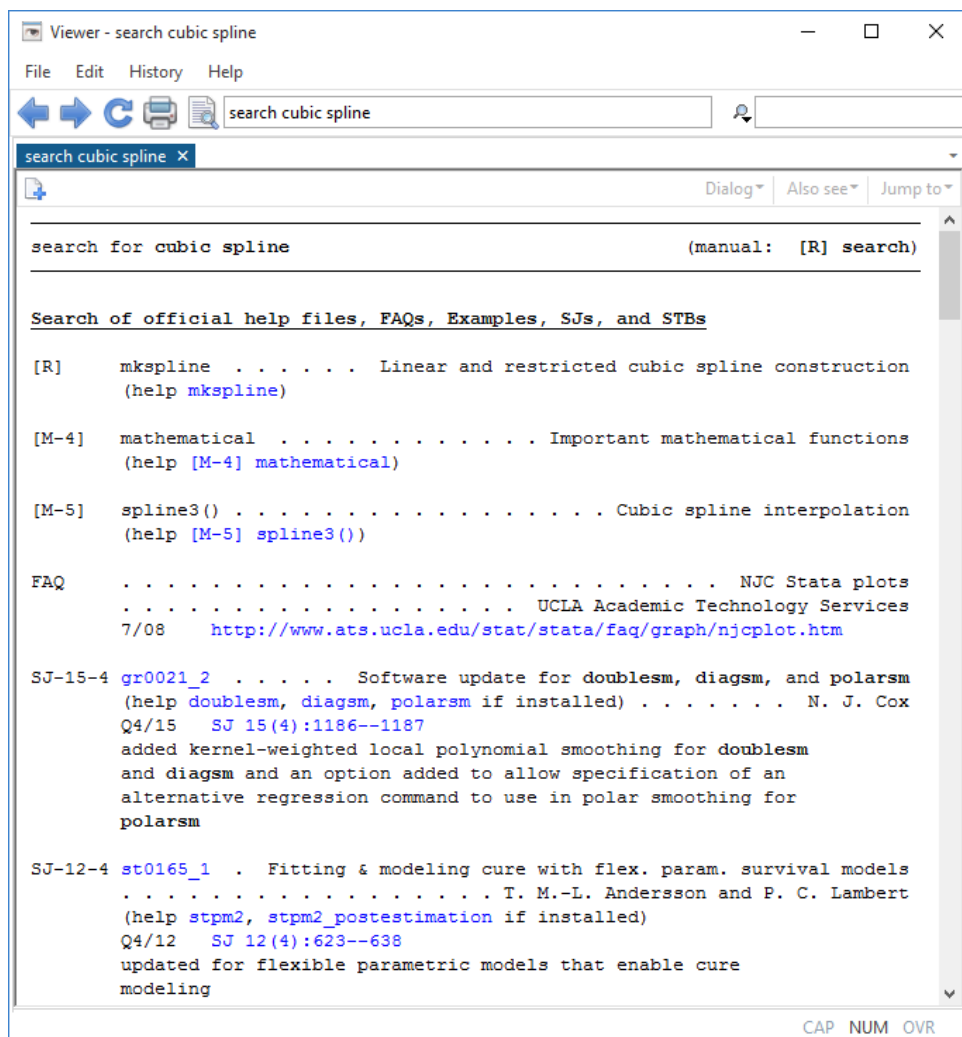 Viewer - search cubic spline
File Edit History Help
search cubic spline
search cubic spline ×
Dialog Also see Jump to
search for cubic spline (manual: [R] search)
Search of official help files, FAQs, Examples, SJs, and STBs
[R] mkspline . . . . . . Linear and restricted cubic spline construction
(help mkspline)
[M-4] mathematical . . . . . . . . . . . . Important mathematical functions
(help [M-4] mathematical)
[M-5] spline3() . . . . . . . . . . . . . . . . . Cubic spline interpolation
(help [M-5] spline3())
FAQ . . . . . . . . . . . . . . . . . . . . . . . . . . . NJC Stata plots
. . . . . . . . . . . . . . . . . . UCLA Academic Technology Services
7/08 http://www.ats.ucla.edu/stat/stata/faq/graph/njcplot.htm
SJ-15-4 gr0021_2 . . . . . Software update for doublesm, diagsm, and polarsm
(help doublesm, diagsm, polarsm if installed) . . . . . . . N. J. Cox
Q4/15 SJ 15(4):1186--1187
added kernel-weighted local polynomial smoothing for doublesm
and diagsm and an option added to allow specification of an
alternative regression command to use in polar smoothing for
polarsm
SJ-12-4 st0165_1 . Fitting & modeling cure with flex. param. survival models
. . . . . . . . . . . . . . . . . T. M.-L. Andersson and P. C. Lambert
(help stpm2, stpm2_postestimation if installed)
Q4/12 SJ 12(4):623--638
updated for flexible parametric models that enable cure
modeling
CAP NUM OVR